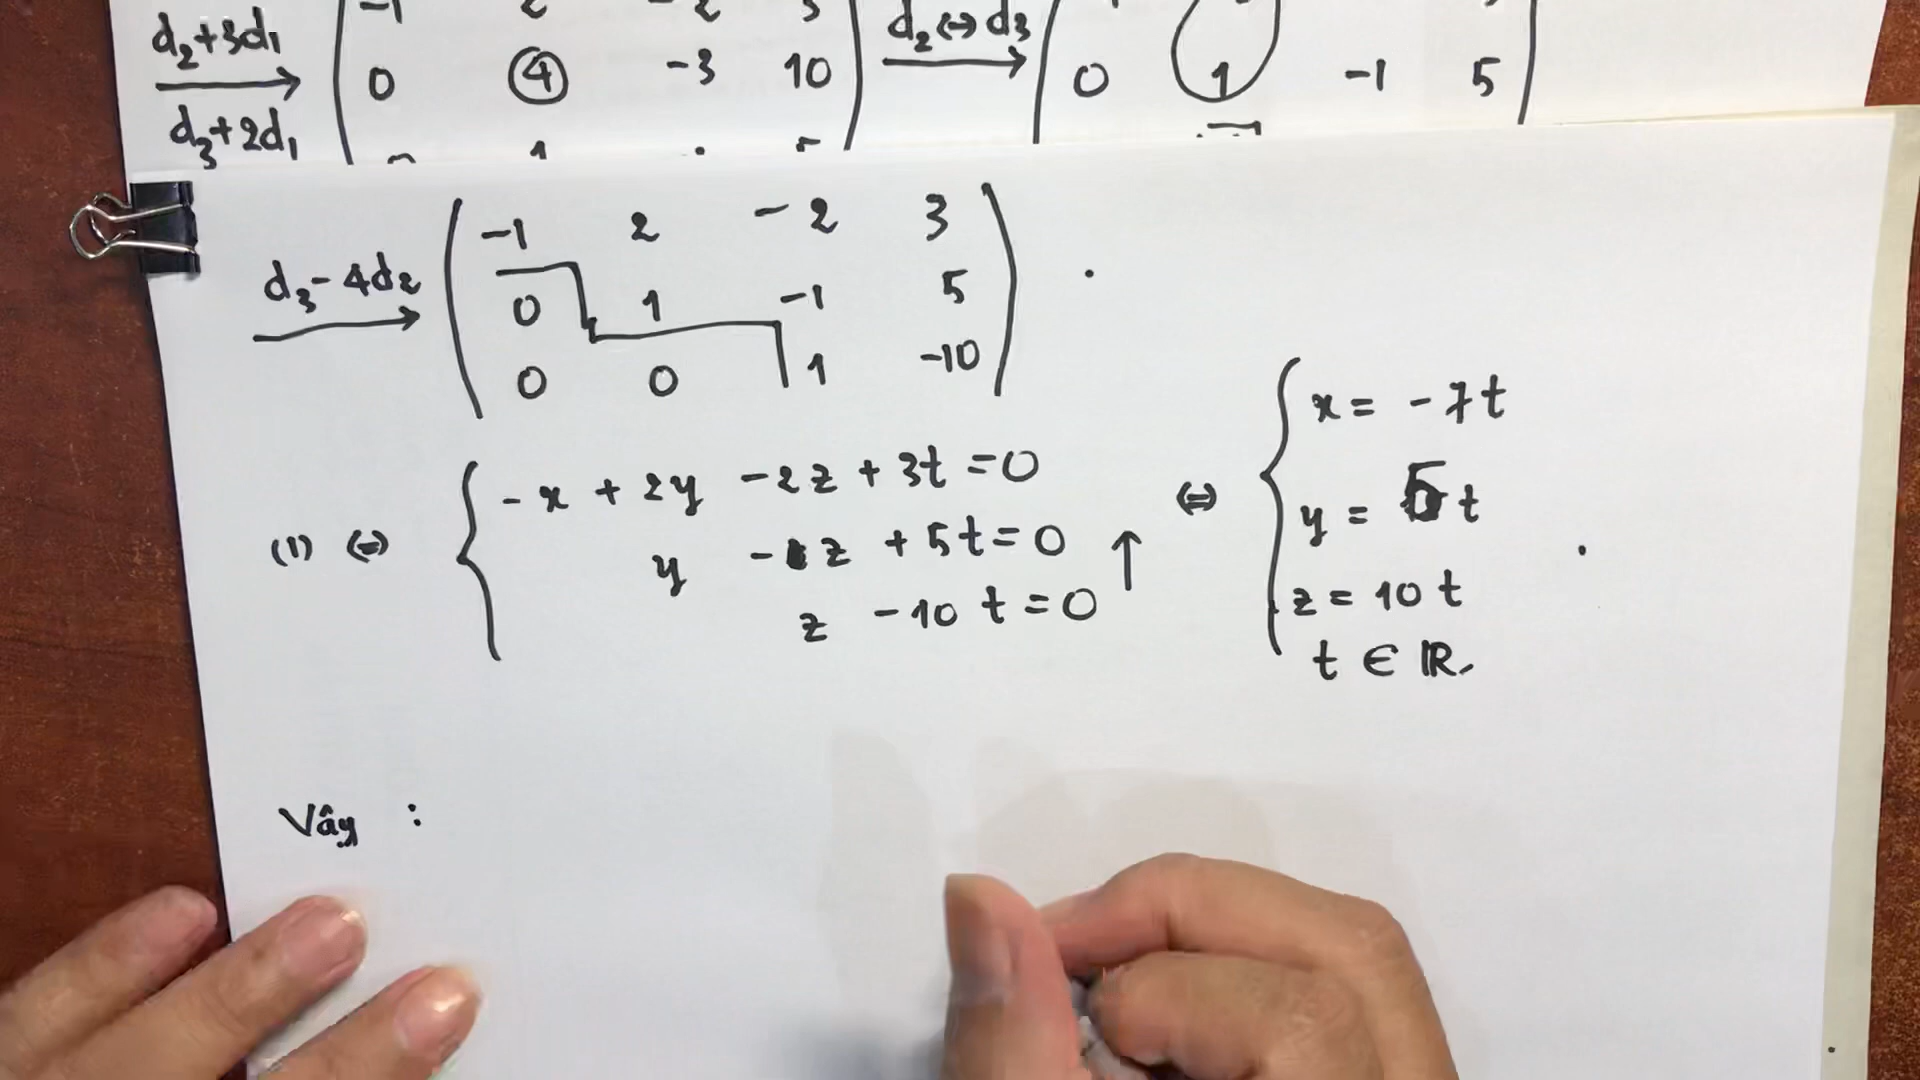 d₂+3d₁ -1 2 -2 3 d₂ ↔ d₃
0 4 -3 10 0 1 -1 5
d₃+2d₁
d₃-4d₂ -1 2 -2 3
0 1 -1 5
0 0 1 -10
(1) ⇔ -x + 2y -2z + 3t = 0
y - z + 5t = 0 ↑
z -10 t = 0
⇔ x = -7t
y = 5t
z = 10t
t ∈ ℝ.
Vậy :